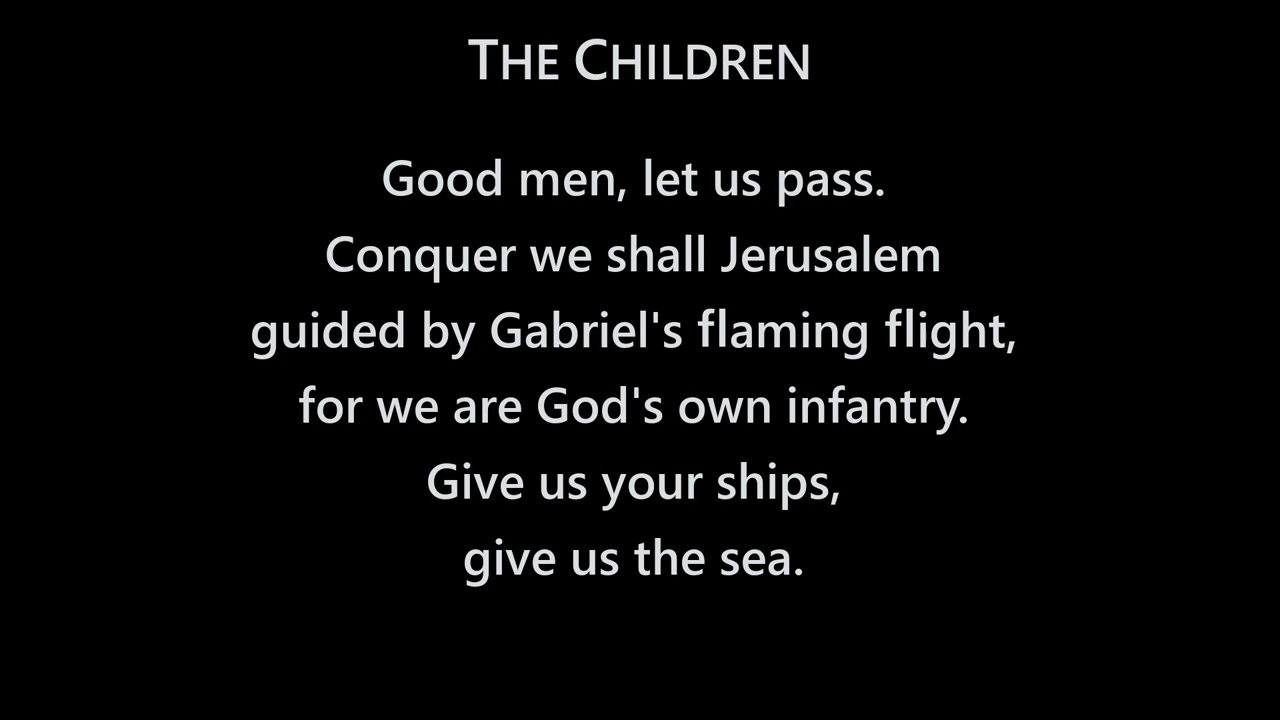 THE CHILDREN
Good men, let us pass.
Conquer we shall Jerusalem
guided by Gabriel's flaming flight,
for we are God's own infantry.
Give us your ships,
give us the sea.